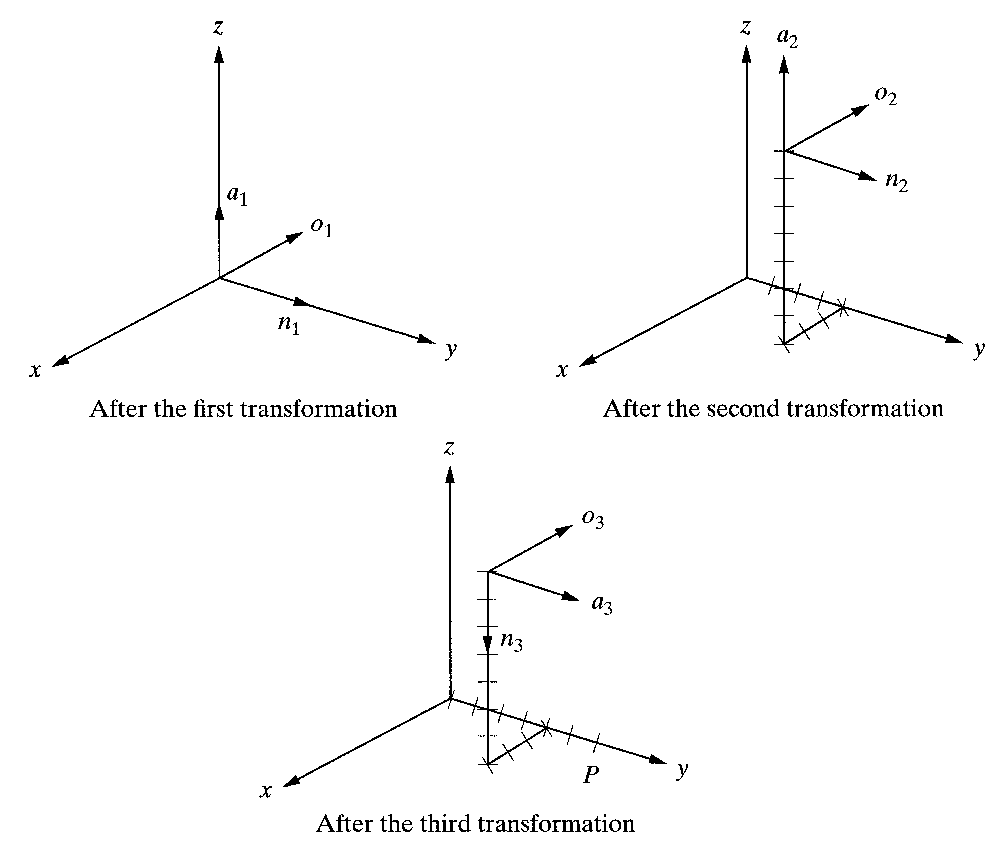 z
a1
o1
n1
x
y
After the first transformation
z
a2
o2
n2
x
y
After the second transformation
z
o3
a3
n3
P
x
y
After the third transformation